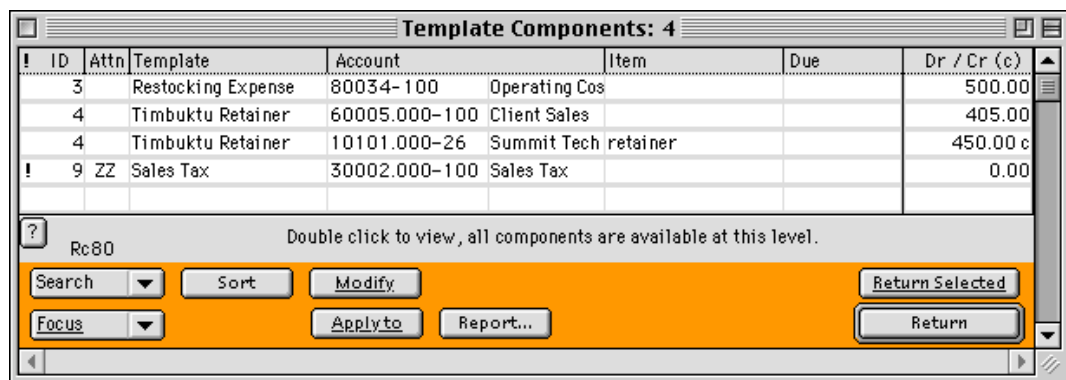 Template Components: 4
! ID Attn Template Account Item Due Dr / Cr (c)
3 Restocking Expense 80034-100 Operating Cos 500.00
4 Timbuktu Retainer 60005.000-100 Client Sales 405.00
4 Timbuktu Retainer 10101.000-26 Summit Tech retainer 450.00 c
! 9 ZZ Sales Tax 30002.000-100 Sales Tax 0.00
? Rc80 Double click to view, all components are available at this level.
Search Sort Modify Return Selected
Focus Apply to Report... Return